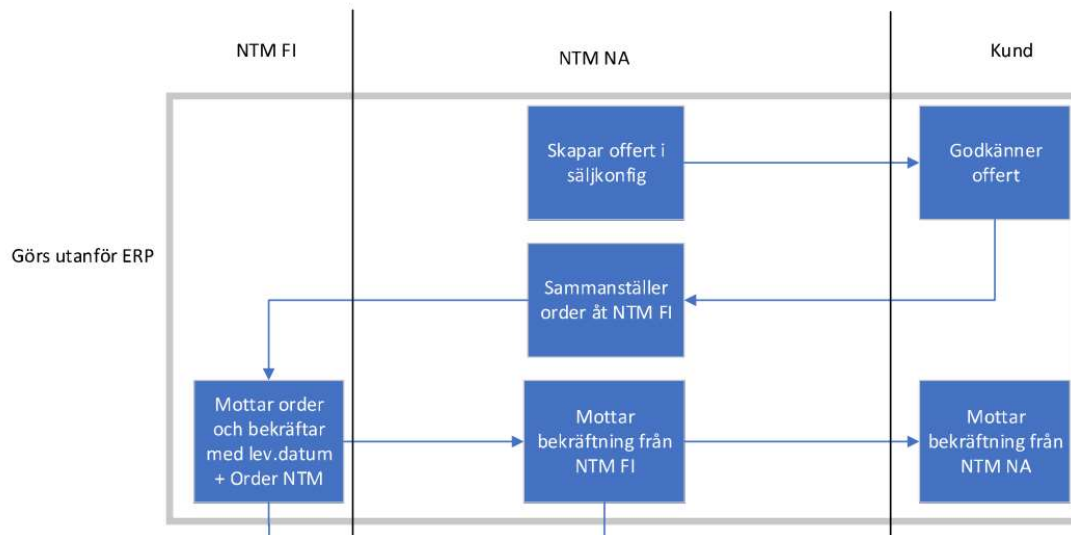 NTM FI
NTM NA
Kund
Skapar offert i
säljkonfig
Godkänner
offert
Görs utanför ERP
Sammanställer
order åt NTM FI
Mottar order
och bekräftar
med lev.datum
+ Order NTM
Mottar
bekräftning från
NTM FI
Mottar
bekräftning från
NTM NA